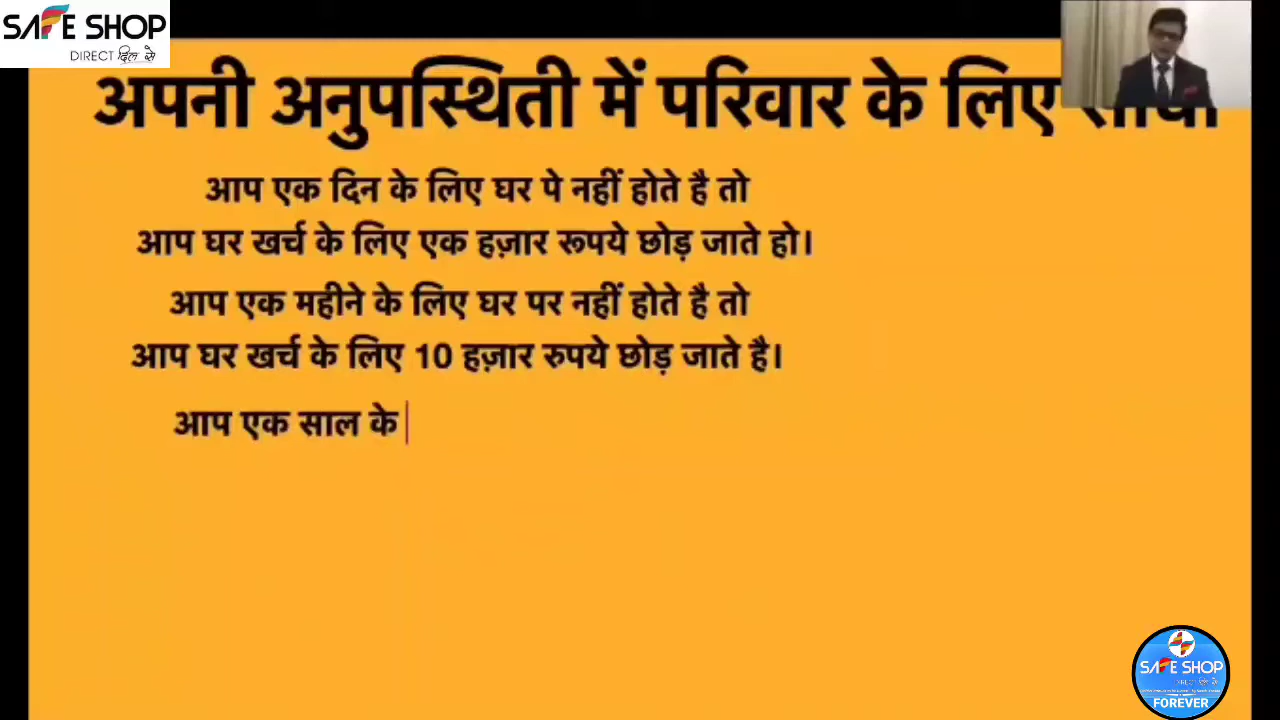 SAFE SHOP
DIRECT दिल से
अपनी अनुपस्थिती में परिवार के लिए
आप एक दिन के लिए घर पे नहीं होते है तो
आप घर खर्च के लिए एक हज़ार रूपये छोड़ जाते हो।
आप एक महीने के लिए घर पर नहीं होते है तो
आप घर खर्च के लिए 10 हज़ार रुपये छोड़ जाते है।
आप एक साल के
SAFE SHOP
DIRECT दिल से
FOREVER